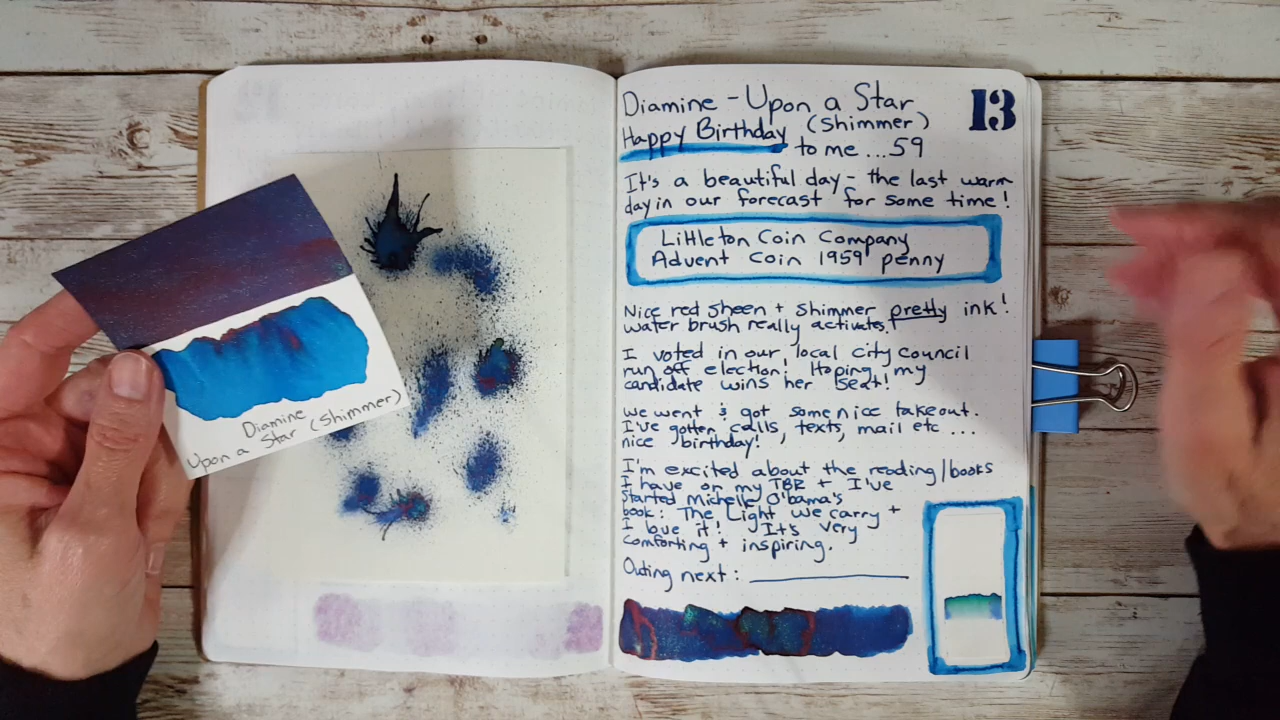 Diamine
Upon a Star (Shimmer)
Diamine - Upon a Star
13
Happy Birthday (Shimmer)
to me ... 59
It's a beautiful day - the last warm
day in our forecast for some time!
Littleton Coin Company
Advent Coin 1959 penny
Nice red sheen + shimmer pretty ink!
water brush really activates!
I voted in our local city council
run off election! Hoping my
candidate wins her seat!
We went & got some nice takeout.
I've gotten calls, texts, mail etc ...
nice birthday!
I'm excited about the reading/books
I have on my TBR + I've
started Michelle O'bama's
book: The Light we carry +
I love it! It's very
comforting + inspiring.
Outing next: